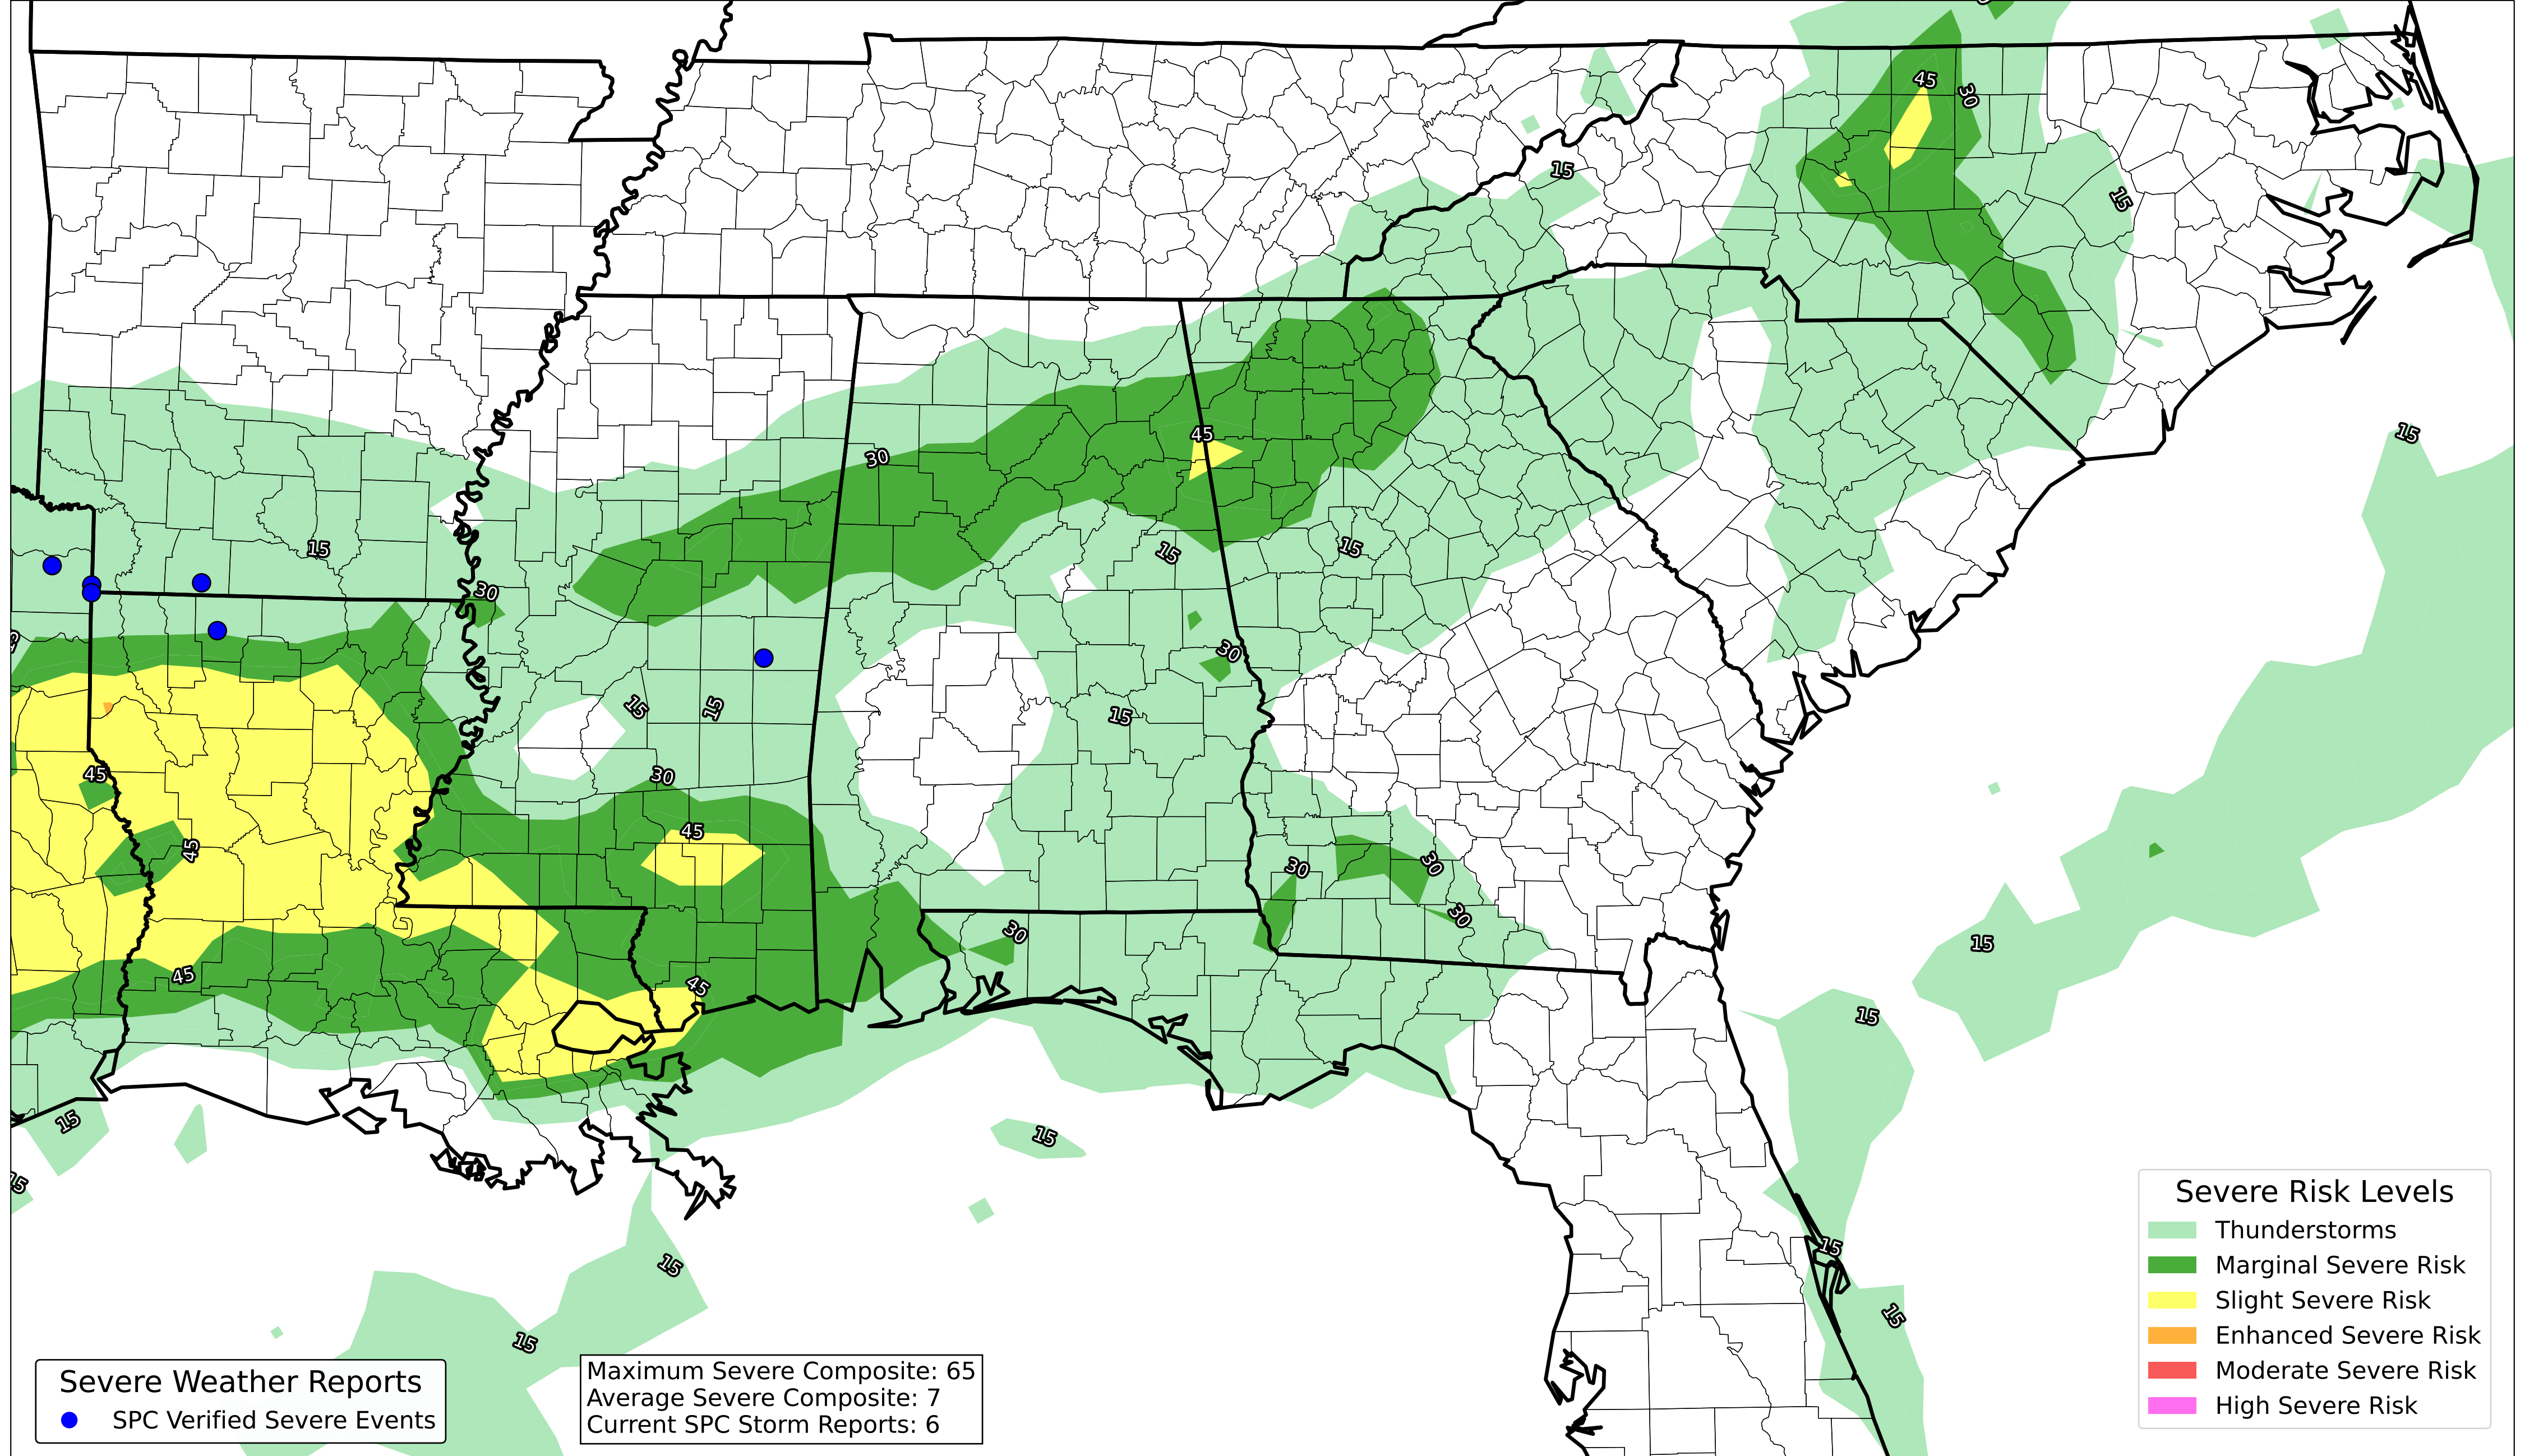 45
30
15
15
45
30
15
15
15
15
30
15
30
15
15
15
30
45
45
45
30
30
30
30
15
45
45
15
15
15
15
15
15
15
15
Severe Risk Levels
Thunderstorms
Marginal Severe Risk
Slight Severe Risk
Enhanced Severe Risk
Moderate Severe Risk
High Severe Risk
Severe Weather Reports
SPC Verified Severe Events
Maximum Severe Composite: 65
Average Severe Composite: 7
Current SPC Storm Reports: 6